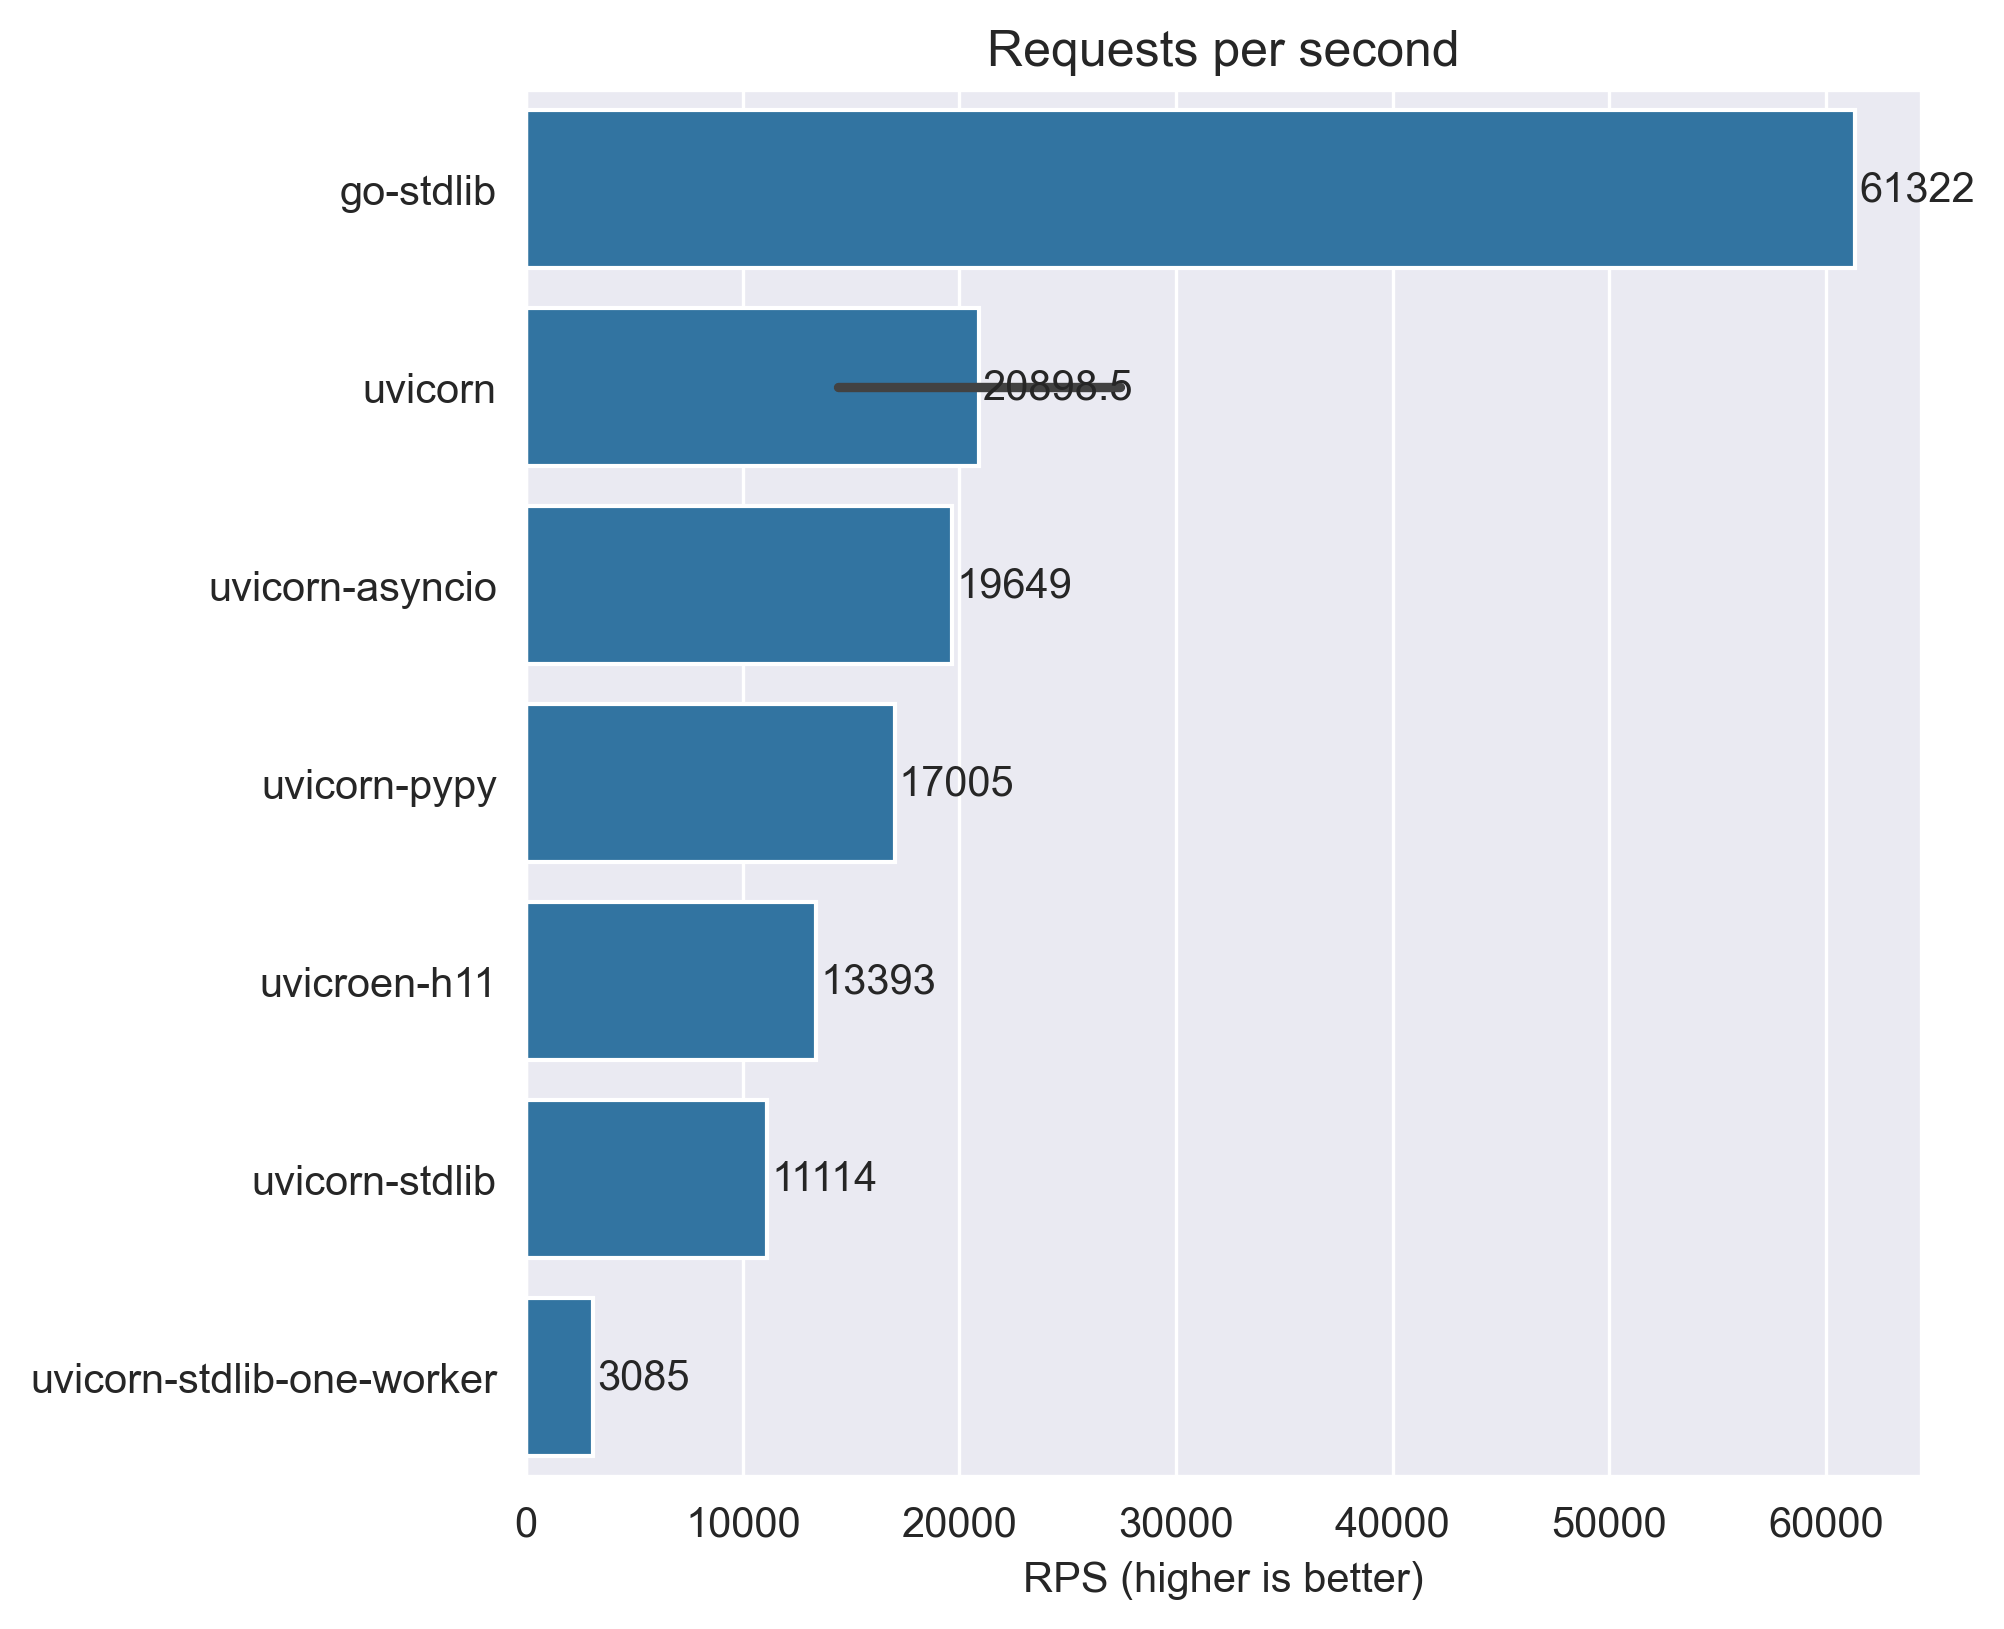 Requests per second
go-stdlib 61322
uvicorn 20898.5
uvicorn-asyncio 19649
uvicorn-pypy 17005
uvicroen-h11 13393
uvicorn-stdlib 11114
uvicorn-stdlib-one-worker 3085
0 10000 20000 30000 40000 50000 60000
RPS (higher is better)